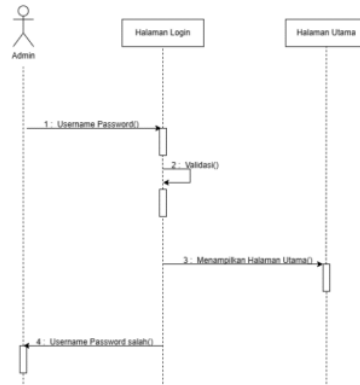 Halaman Login
Halaman Utama
Admin
1 : Username Password()
2 : Validasi()
3 : Menampilkan Halaman Utama()
4 : Username Password salah()